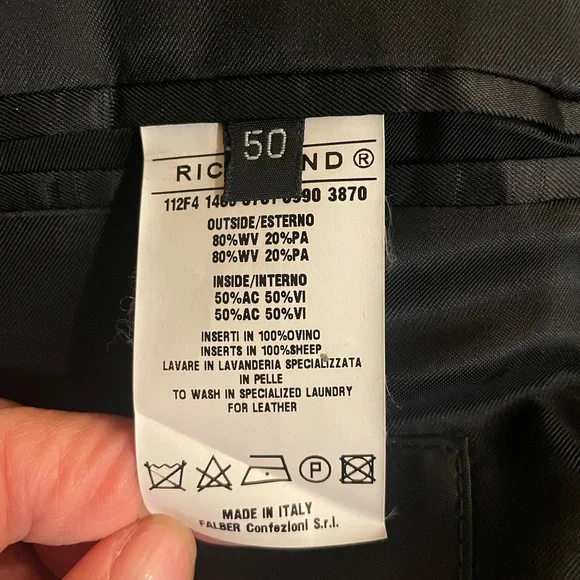 50
RIC ND ®
112F4 3870
OUTSIDE/ESTERNO
80%WV 20%PA
80%WV 20%PA
INSIDE/INTERNO
50%AC 50%VI
50%AC 50%VI
INSERTI IN 100%OVINO
INSERTS IN 100%SHEEP
LAVARE IN LAVANDERIA SPECIALIZZATA
IN PELLE
TO WASH IN SPECIALIZED LAUNDRY
FOR LEATHER
P
MADE IN ITALY
FALBER Confezioni S.r.l.